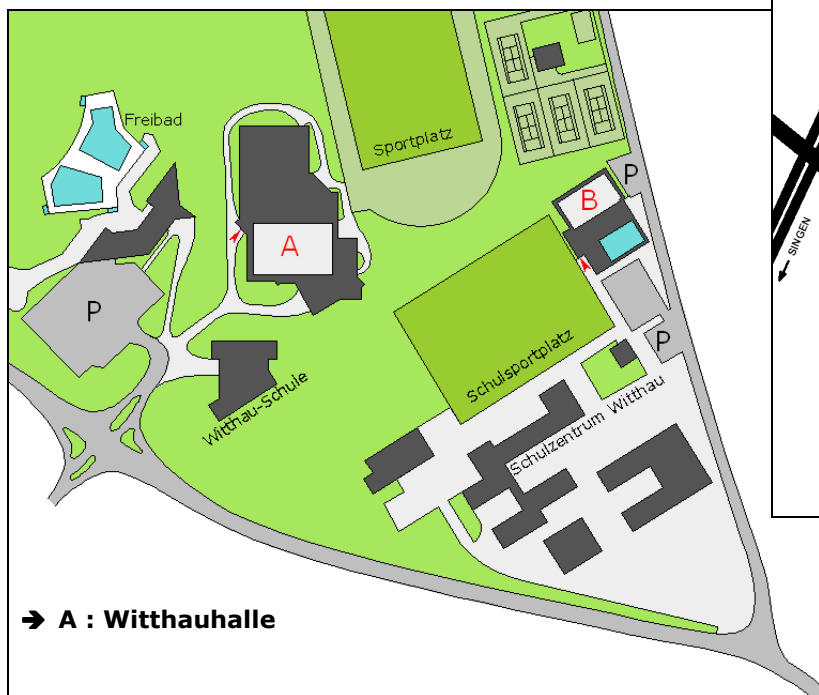 Freibad
Sportplatz
P
B
A
SINGEN
P
Schulsportplatz
P
Witthau-Schule
Schulzentrum Witthau
➔ A : Witthauhalle